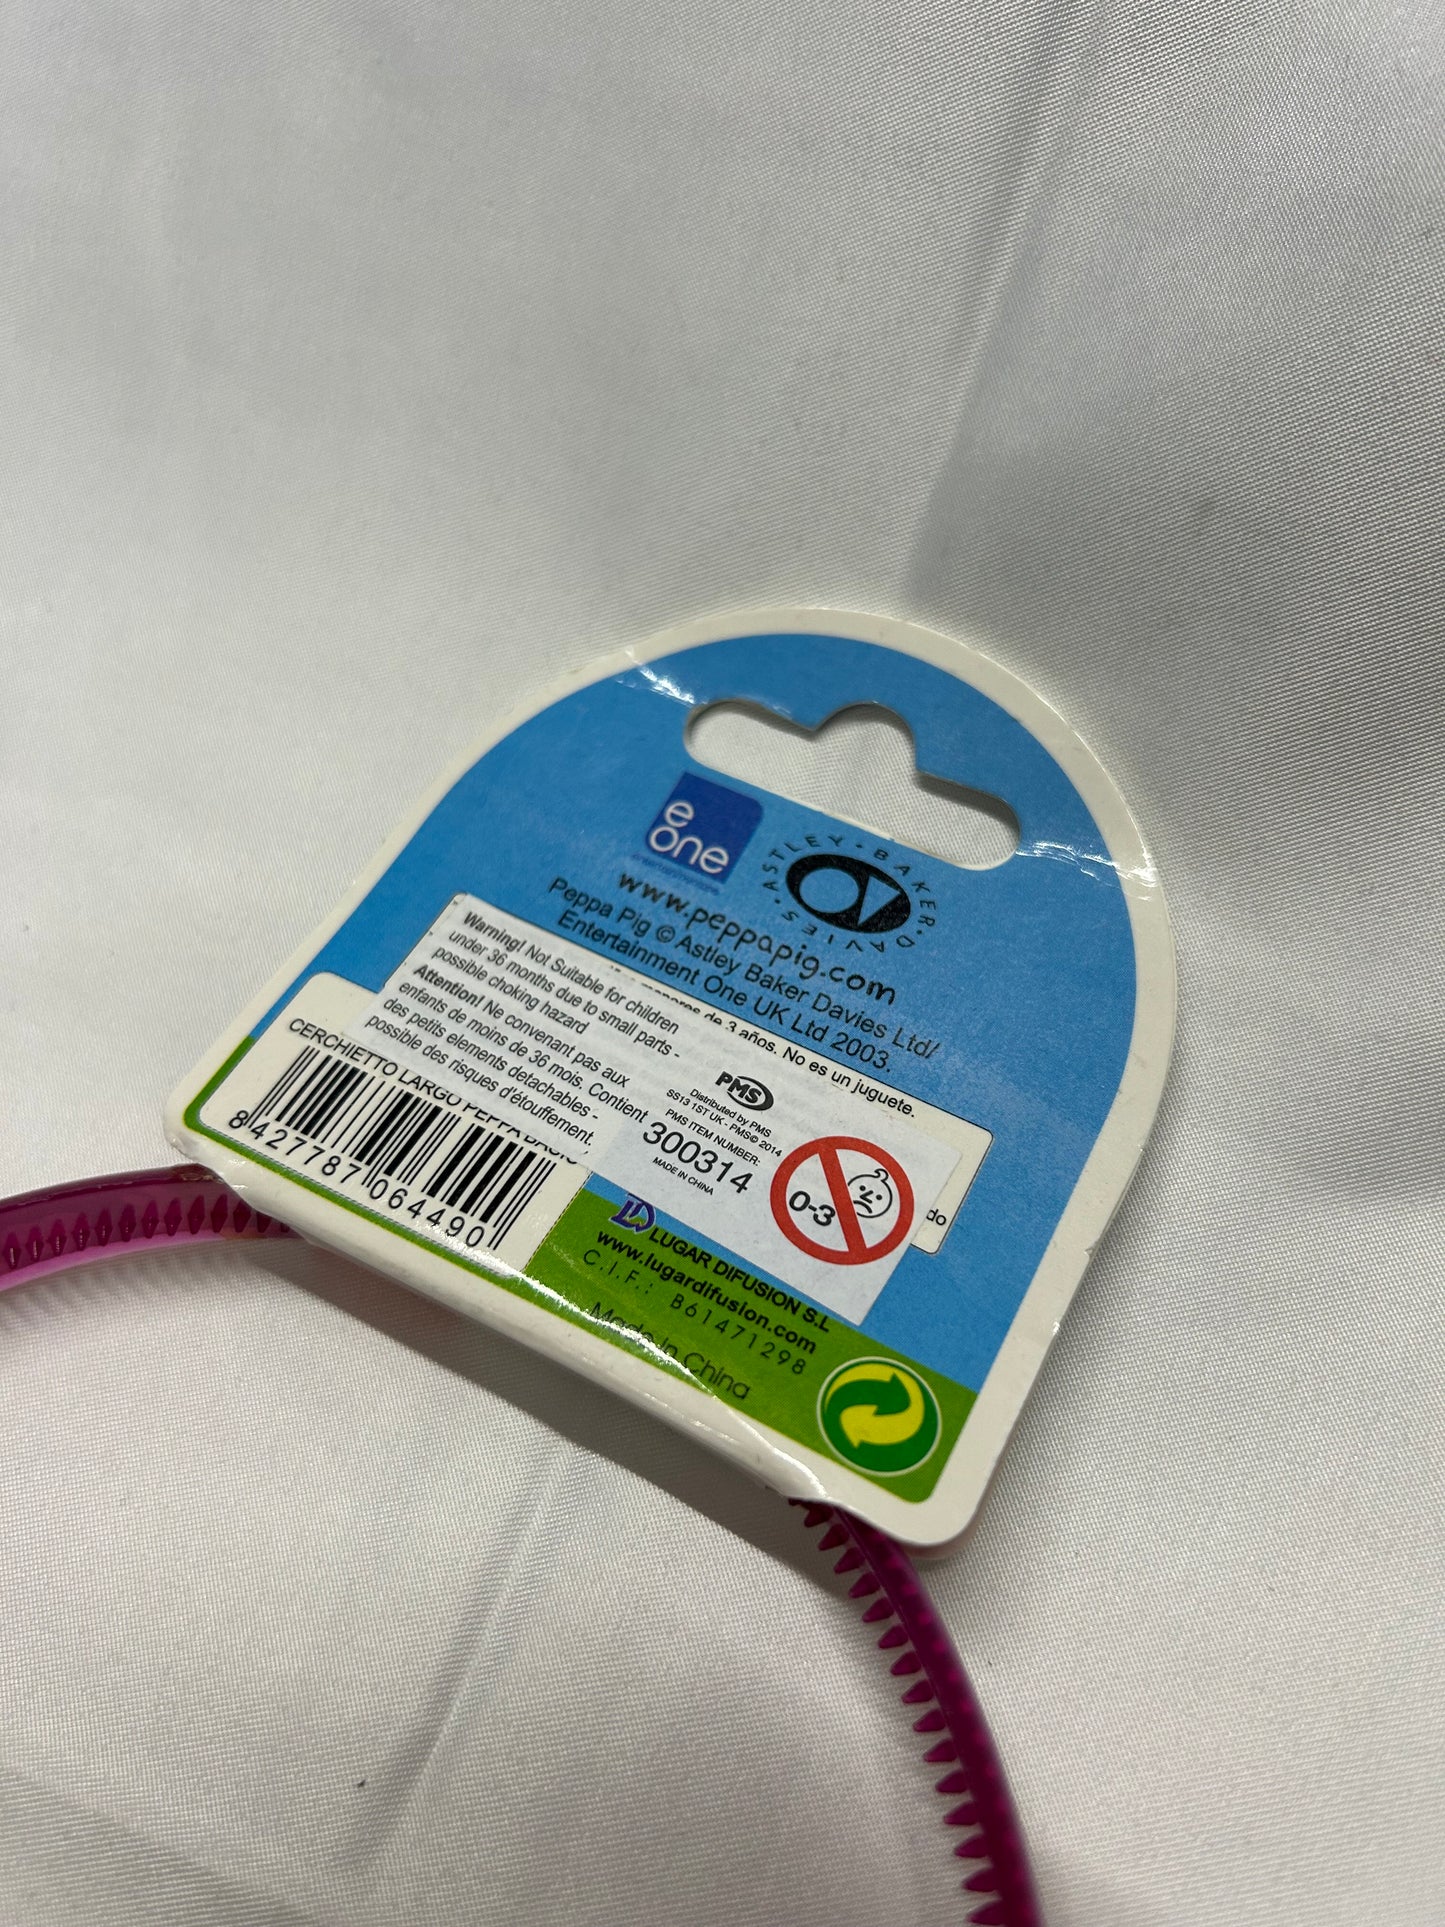 e
one
ASTLEY · BAKER · DAVIES ·
www.peppapig.com
Peppa Pig © Astley Baker Davies Ltd/
Entertainment One UK Ltd 2003.
menores de 3 años. No es un juguete.
Warning! Not Suitable for children
under 36 months due to small parts -
possible choking hazard
Attention! Ne convenant pas aux
enfants de moins de 36 mois. Contient
des petits elements detachables -
possible des risques d'étouffement.
PMS
Distributed by PMS
SS13 1ST UK - PMS© 2014
PMS ITEM NUMBER:
300314
MADE IN CHINA
0-3
do
CERCHIETTO LARGO PEPPA BASIC
8 427787 064490
LD LUGAR DIFUSION S.L
www.lugardifusion.com
C.I.F.: B61471298
Made In China